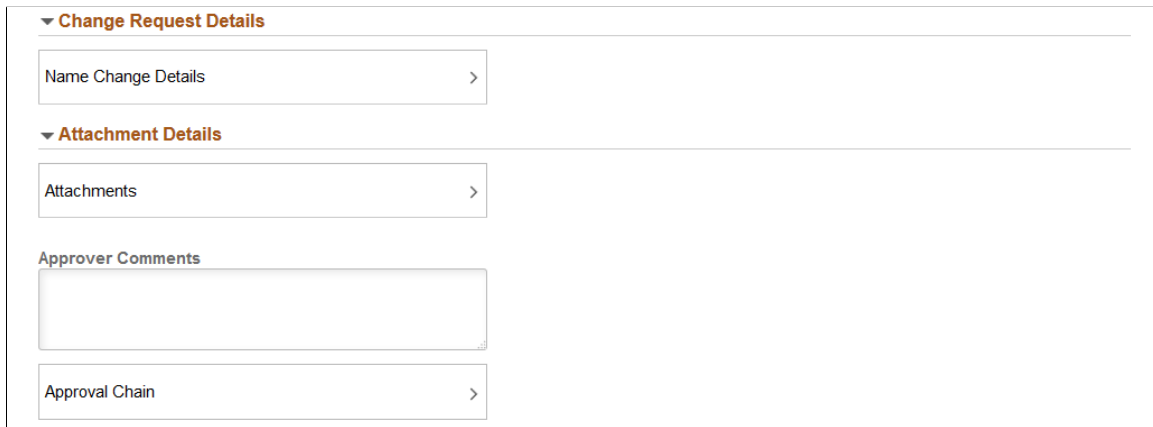 Change Request Details
Name Change Details
Attachment Details
Attachments
Approver Comments
Approval Chain